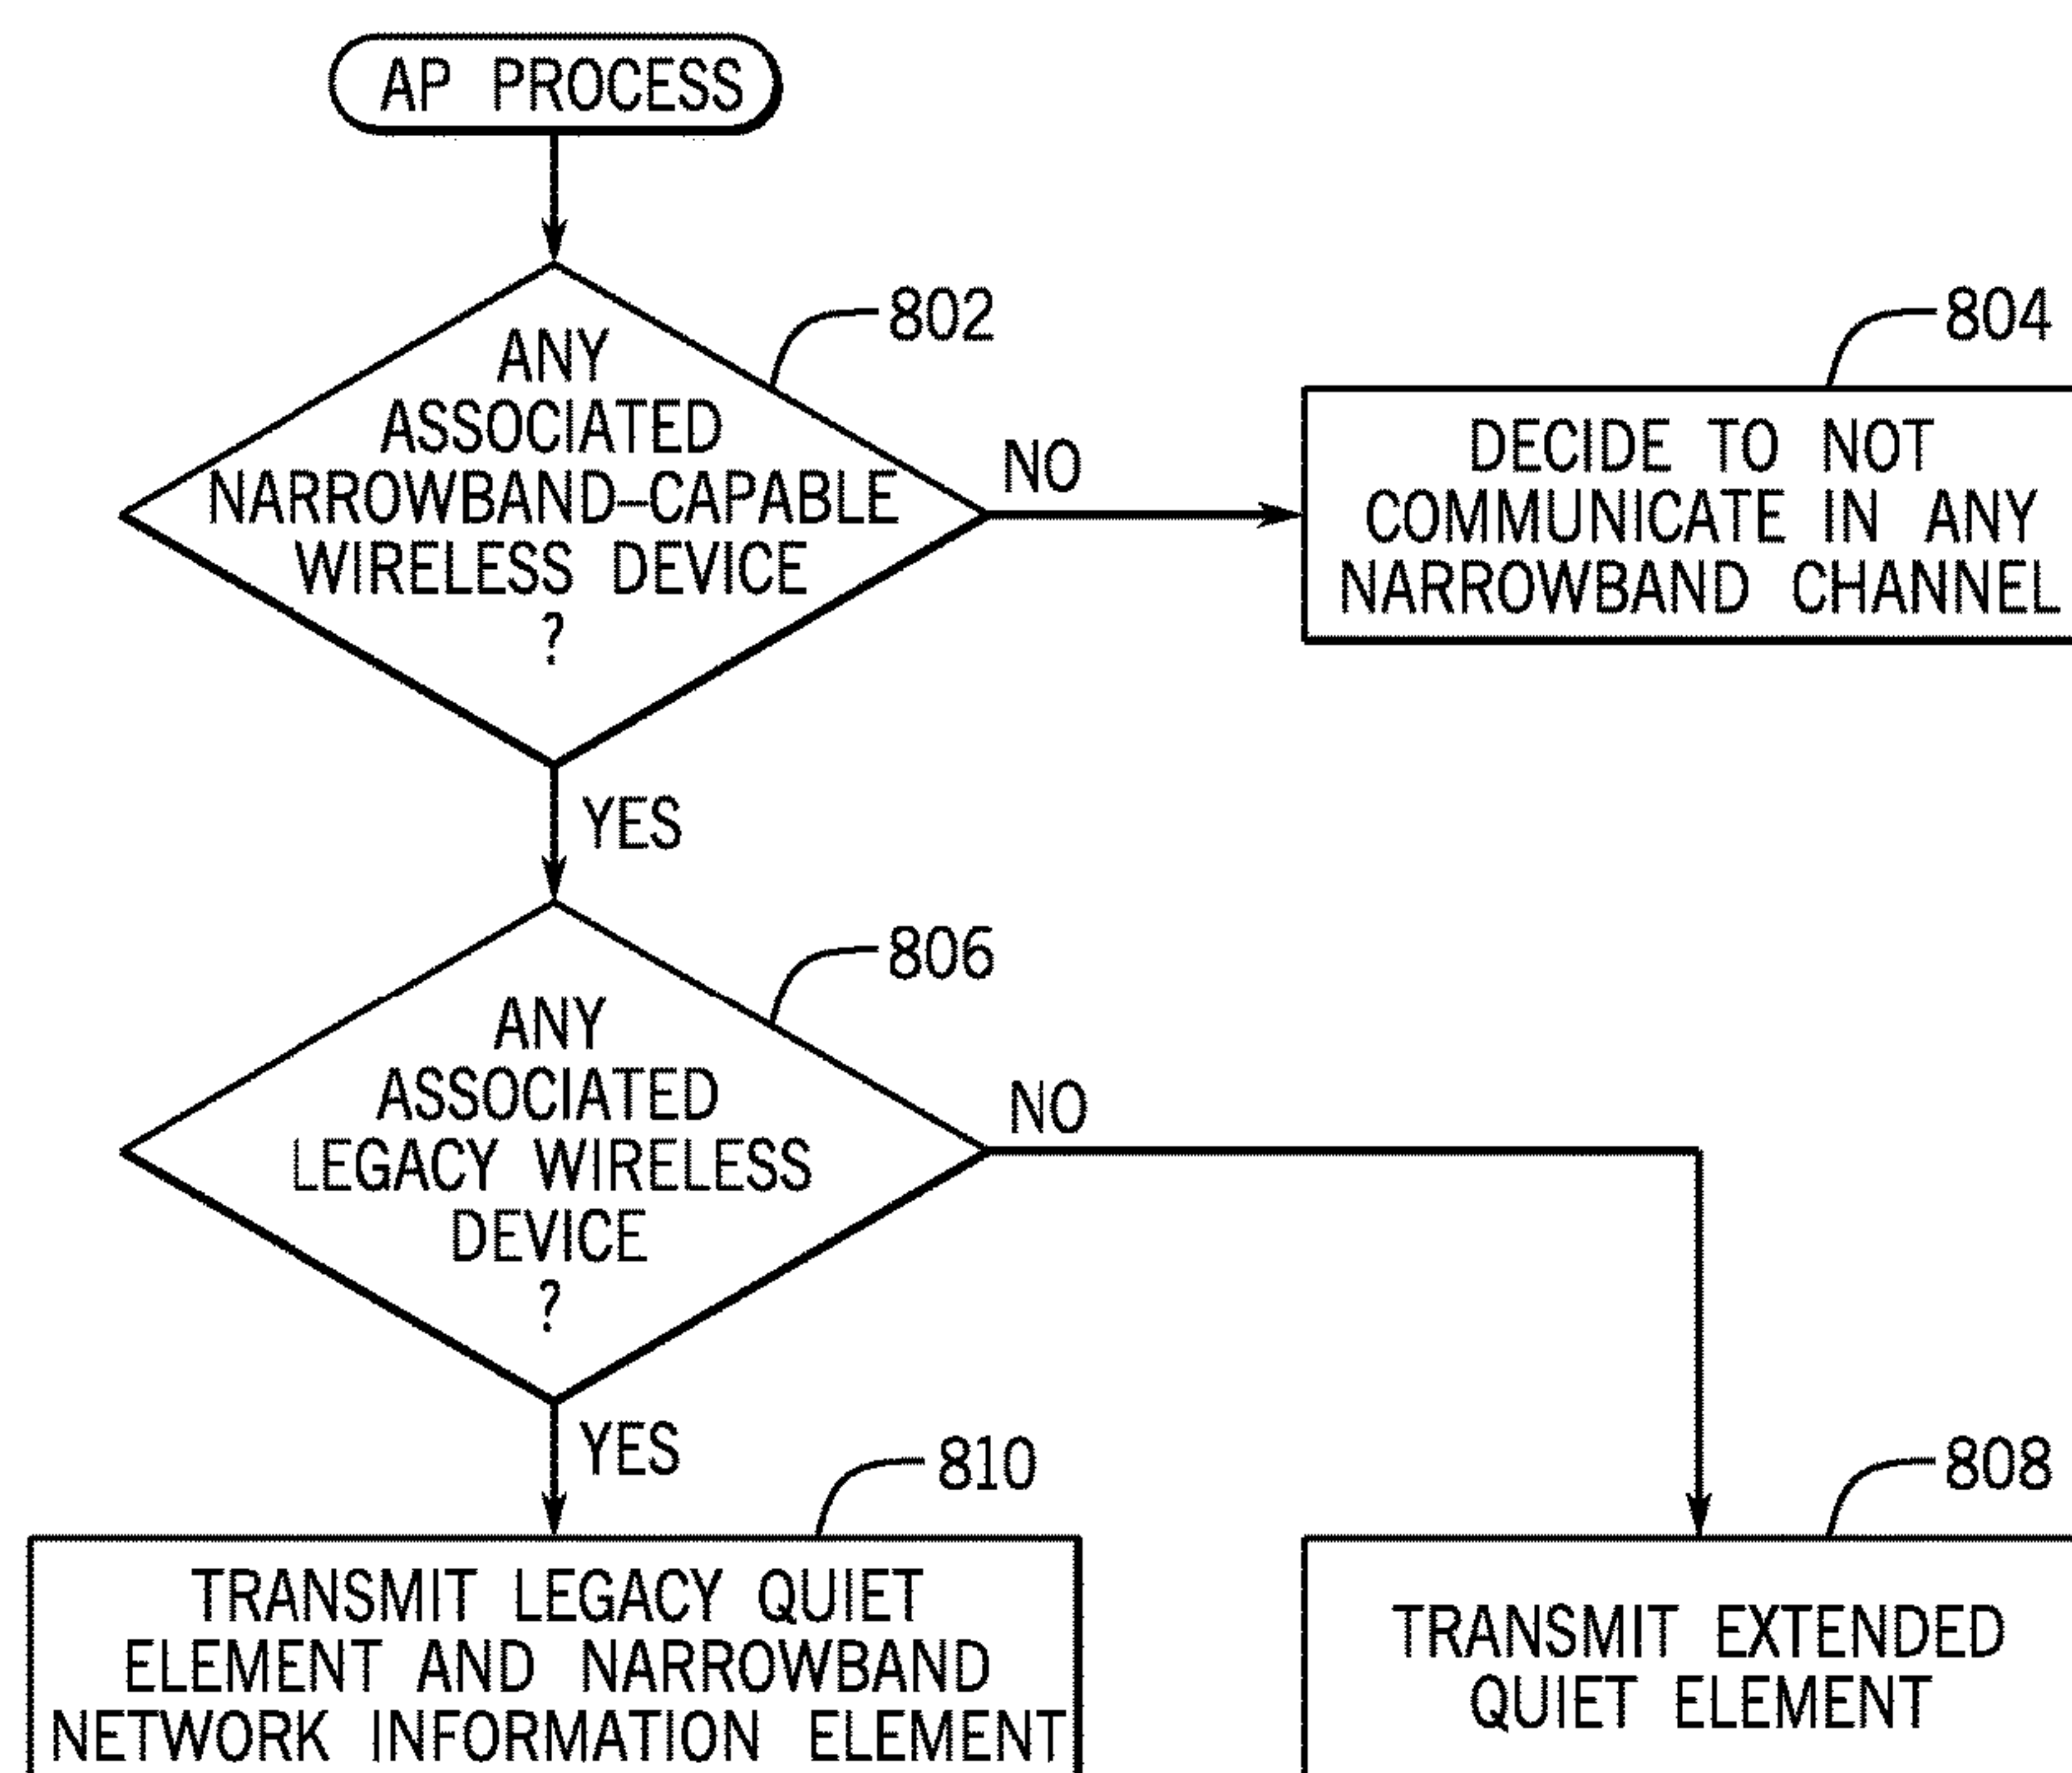 AP PROCESS
802
ANY
ASSOCIATED
NARROWBAND-CAPABLE
WIRELESS DEVICE
?
NO
804
DECIDE TO NOT
COMMUNICATE IN ANY
NARROWBAND CHANNEL
YES
806
ANY
ASSOCIATED
LEGACY WIRELESS
DEVICE
?
NO
YES
810
TRANSMIT LEGACY QUIET
ELEMENT AND NARROWBAND
NETWORK INFORMATION ELEMENT
808
TRANSMIT EXTENDED
QUIET ELEMENT